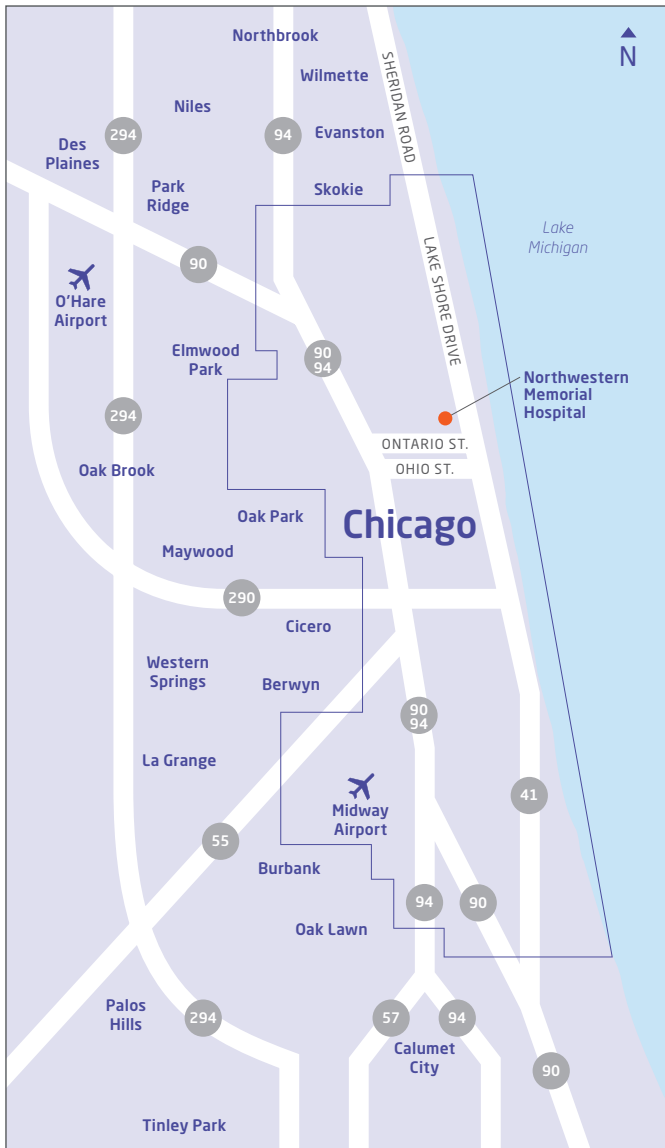 Northbrook
N
Wilmette
SHERIDAN ROAD
Niles
294
94
Evanston
Des
Plaines
Park
Ridge
Skokie
Lake
Michigan
90
LAKE SHORE DRIVE
O'Hare
Airport
Elmwood
Park
90
94
Northwestern
Memorial
Hospital
294
ONTARIO ST.
OHIO ST.
Oak Brook
Oak Park
Chicago
Maywood
290
Cicero
Western
Springs
Berwyn
90
94
La Grange
41
Midway
Airport
55
Burbank
94
90
Oak Lawn
Palos
Hills
294
57
94
Calumet
City
90
Tinley Park